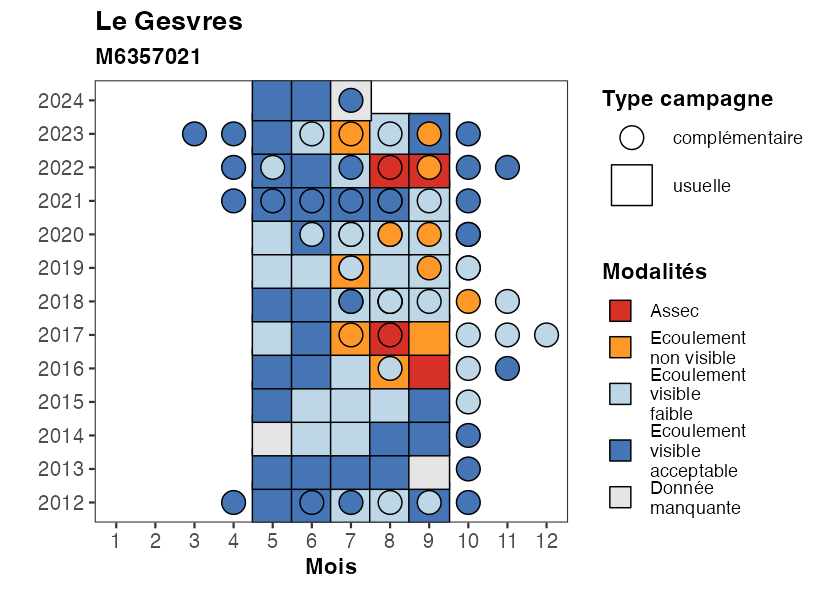 Le Gesvres
M6357021
2024
2023
2022
2021
2020
2019
2018
2017
2016
2015
2014
2013
2012
1 2 3 4 5 6 7 8 9 10 11 12
Mois
Type campagne
complémentaire
usuelle
Modalités
Assec
Ecoulement
non visible
Ecoulement
visible
faible
Ecoulement
visible
acceptable
Donnée
manquante